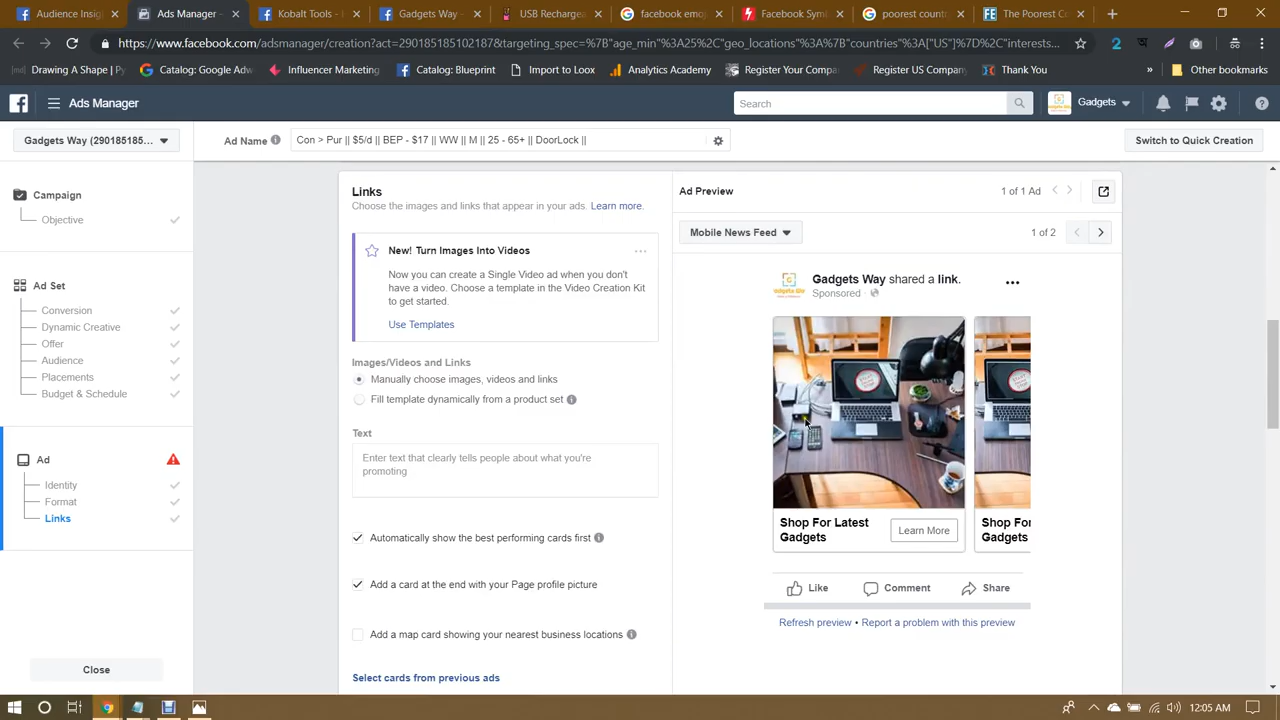 Audience Insigh
Ads Manager -
Kobalt Tools -
Gadgets Way -
USB Rechargea
facebook emoj
Facebook Sym
poorest count
The Poorest Co
https://www.facebook.com/adsmanager/creation?act=290185185102187&targeting_spec=%7B"age_min"%3A25%2C"geo_locations"%3A%7B"countries"%3A["US"]%7D%2C"interests...
Drawing A Shape | Py
Catalog: Google Adw
Influencer Marketing
Catalog: Blueprint
Import to Loox
Analytics Academy
Register Your Compa
Register US Company
Thank You
»
Other bookmarks
Ads Manager
Search
Gadgets
Gadgets Way (290185185...
Ad Name
Con > Pur || $5/d || BEP - $17 || WW || M || 25 - 65+ || DoorLock ||
Switch to Quick Creation
Campaign
Objective
Ad Set
Conversion
Dynamic Creative
Offer
Audience
Placements
Budget & Schedule
Ad
Identity
Format
Links
Close
Links
Choose the images and links that appear in your ads. Learn more.
New! Turn Images Into Videos
Now you can create a Single Video ad when you don't
have a video. Choose a template in the Video Creation Kit
to get started.
Use Templates
Images/Videos and Links
Manually choose images, videos and links
Fill template dynamically from a product set
Text
Enter text that clearly tells people about what you're
promoting
Automatically show the best performing cards first
Add a card at the end with your Page profile picture
Add a map card showing your nearest business locations
Select cards from previous ads
Ad Preview
1 of 1 Ad
Mobile News Feed
1 of 2
Gadgets Way shared a link.
Sponsored
Shop For Latest
Gadgets
Learn More
Shop For
Gadgets
Like
Comment
Share
Refresh preview • Report a problem with this preview
12:05 AM